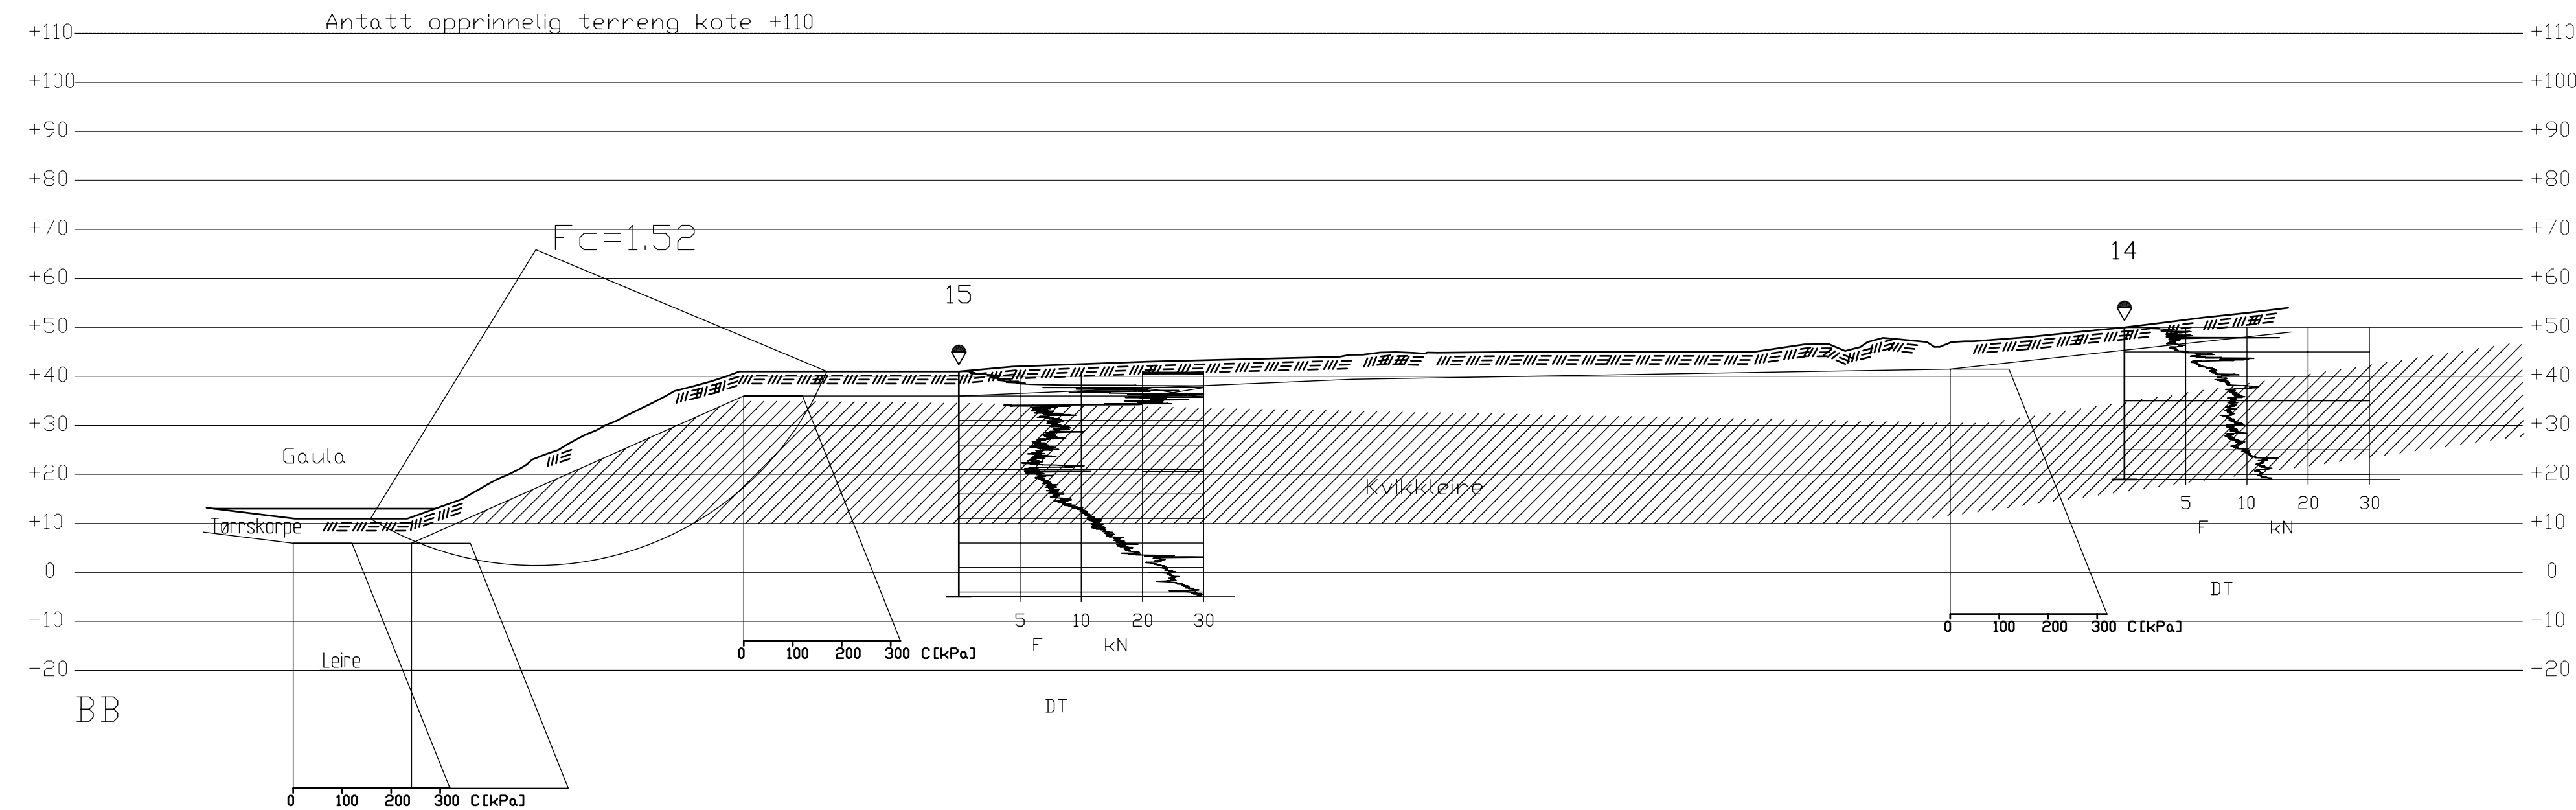 Antatt opprinnelig terreng kote +110
+110 +110
+100 +100
+90 +90
+80 +80
+70 +70
Fc=1.52
14
+60 +60
15
+50 +50
+40 +40
+30 +30
Gaula
+20 +20
Kvikkleire
5 10 20 30
+10 +10
Tørrskorpe
F kN
0 0
DT
-10 -10
5 10 20 30
0 100 200 300 C[kPa]
F kN
0 100 200 300 C[kPa]
Leire
-20 -20
BB
DT
0 100 200 300 C[kPa]